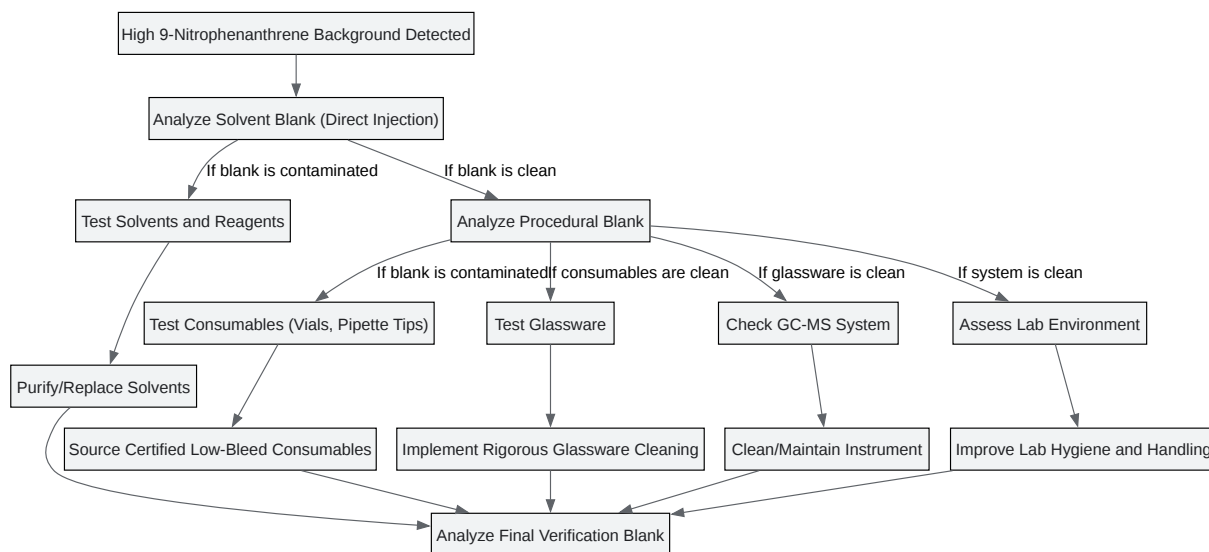 High 9-Nitrophenanthrene Background Detected
Analyze Solvent Blank (Direct Injection)
If blank is contaminated
If blank is clean
Test Solvents and Reagents
Analyze Procedural Blank
If blank is contaminated
If consumables are clean
If glassware is clean
If system is clean
Test Consumables (Vials, Pipette Tips)
Test Glassware
Check GC-MS System
Assess Lab Environment
Purify/Replace Solvents
Source Certified Low-Bleed Consumables
Implement Rigorous Glassware Cleaning
Clean/Maintain Instrument
Improve Lab Hygiene and Handling
Analyze Final Verification Blank